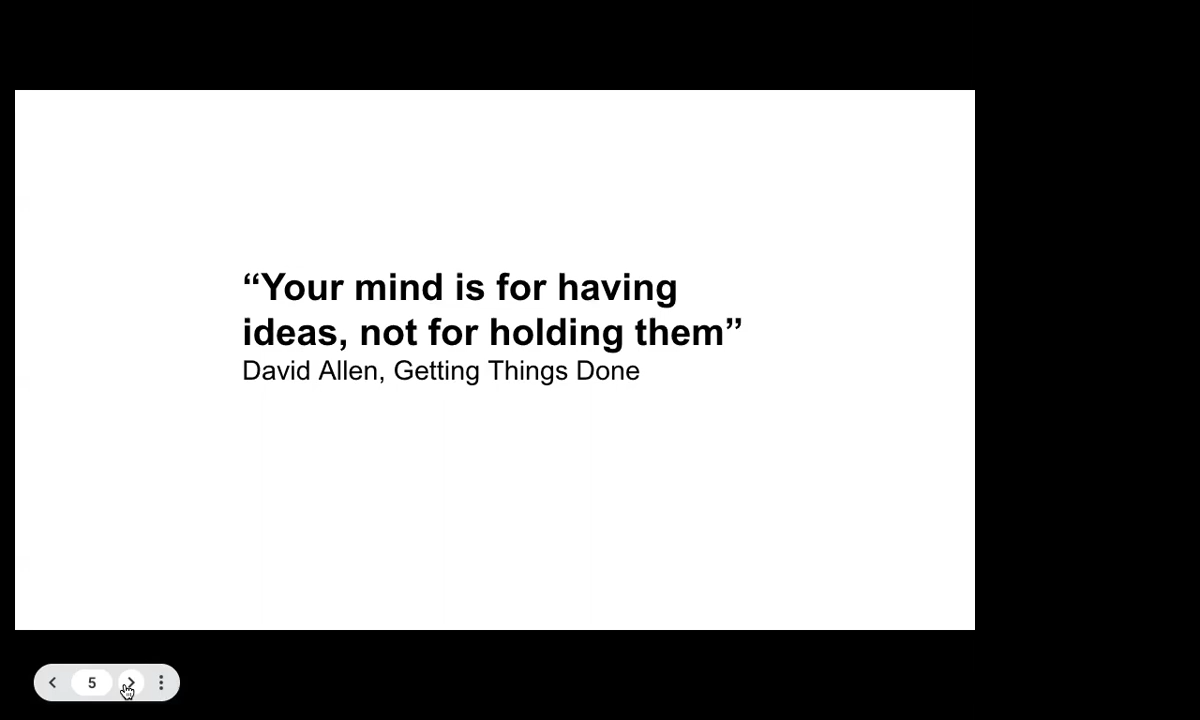 “Your mind is for having
ideas, not for holding them”
David Allen, Getting Things Done
5